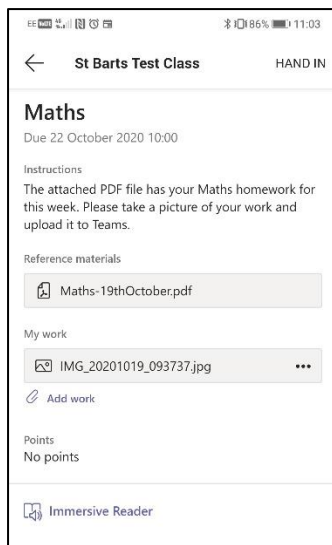 EE VoWiFi 86% 11:03
St Barts Test Class HAND IN
Maths
Due 22 October 2020 10:00
Instructions
The attached PDF file has your Maths homework for
this week. Please take a picture of your work and
upload it to Teams.
Reference materials
Maths-19thOctober.pdf
My work
IMG_20201019_093737.jpg
Add work
Points
No points
Immersive Reader